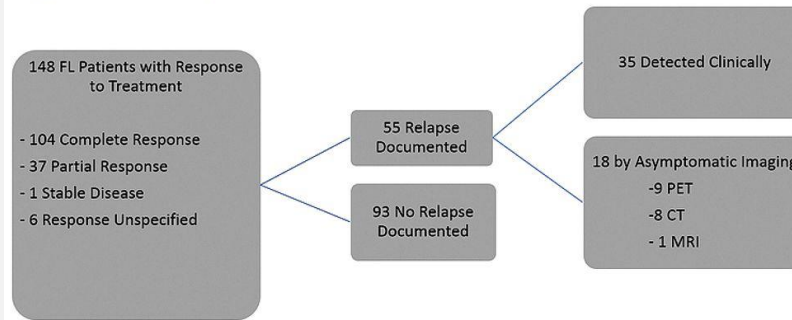 148 FL Patients with Response
to Treatment
- 104 Complete Response
- 37 Partial Response
- 1 Stable Disease
- 6 Response Unspecified
55 Relapse
Documented
93 No Relapse
Documented
35 Detected Clinically
18 by Asymptomatic Imaging
-9 PET
-8 CT
- 1 MRI